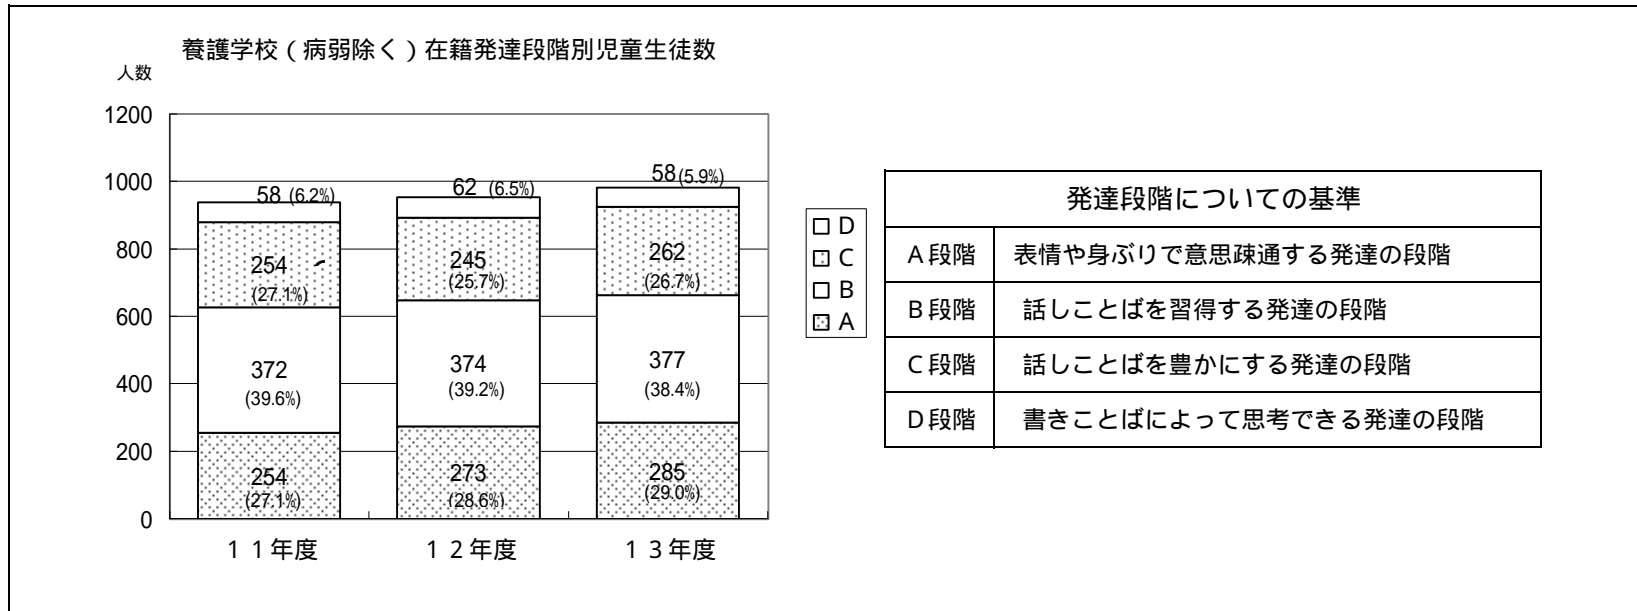 養護学校（病弱除く）在籍発達段階別児童生徒数
人数
1200
1000
800
600
400
200
0
58 (6.2%)
254
(27.1%)
372
(39.6%)
254
(27.1%)
62 (6.5%)
245
(25.7%)
374
(39.2%)
273
(28.6%)
58 (5.9%)
262
(26.7%)
377
(38.4%)
285
(29.0%)
１１年度
１２年度
１３年度
D
C
B
A
発達段階についての基準
A段階 表情や身ぶりで意思疎通する発達の段階
B段階 話しことばを習得する発達の段階
C段階 話しことばを豊かにする発達の段階
D段階 書きことばによって思考できる発達の段階